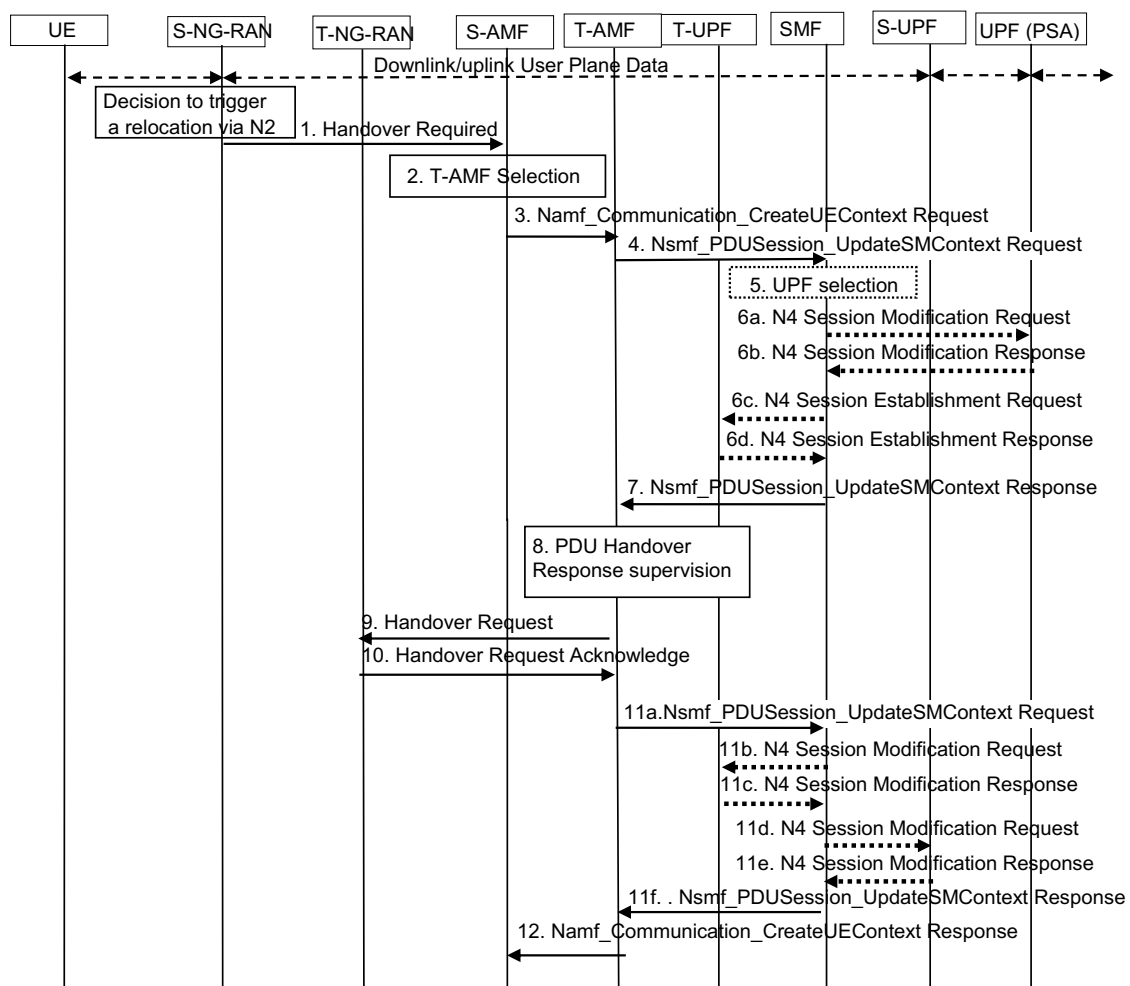 UE S-NG-RAN T-NG-RAN S-AMF T-AMF T-UPF SMF S-UPF UPF (PSA)
Downlink/uplink User Plane Data
Decision to trigger
a relocation via N2
1. Handover Required
2. T-AMF Selection
3. Namf_Communication_CreateUEContext Request
4. Nsmf_PDUSession_UpdateSMContext Request
5. UPF selection
6a. N4 Session Modification Request
6b. N4 Session Modification Response
6c. N4 Session Establishment Request
6d. N4 Session Establishment Response
7. Nsmf_PDUSession_UpdateSMContext Response
8. PDU Handover
Response supervision
9. Handover Request
10. Handover Request Acknowledge
11a.Nsmf_PDUSession_UpdateSMContext Request
11b. N4 Session Modification Request
11c. N4 Session Modification Response
11d. N4 Session Modification Request
11e. N4 Session Modification Response
11f. . Nsmf_PDUSession_UpdateSMContext Response
12. Namf_Communication_CreateUEContext Response